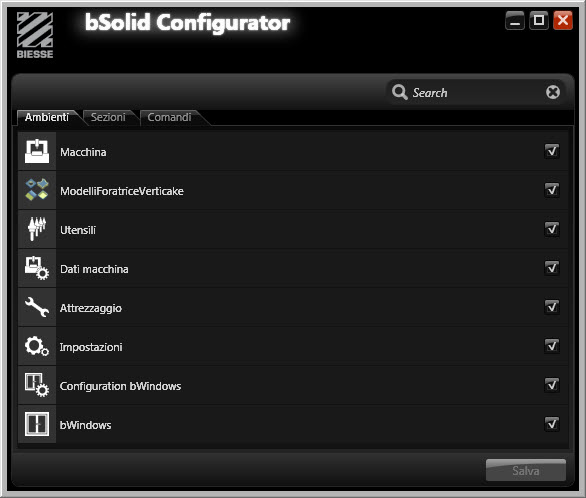 bSolid Configurator
BIESSE
Search
Ambienti Sezioni Comandi
Macchina
ModelliForatriceVerticake
Utensili
Dati macchina
Attrezzaggio
Impostazioni
Configuration bWindows
bWindows
Salva